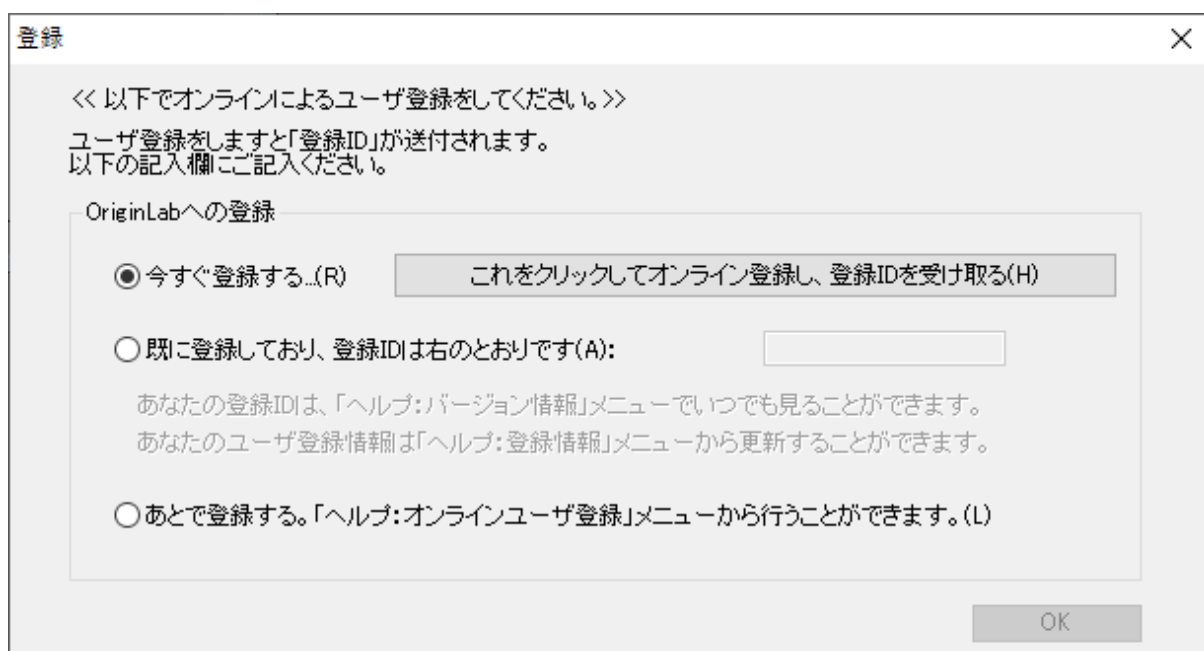 登録
<< 以下でオンラインによるユーザ登録をしてください。>>
ユーザ登録をしますと「登録ID」が送付されます。
以下の記入欄にご記入ください。
OriginLabへの登録
今すぐ登録する...(R)
これをクリックしてオンライン登録し、登録IDを受け取る(H)
既に登録しており、登録IDは右のとおりです(A):
あなたの登録IDは、「ヘルプ:バージョン情報」メニューでいつでも見ることができます。
あなたのユーザ登録情報は「ヘルプ:登録情報」メニューから更新することができます。
あとで登録する。「ヘルプ:オンラインユーザ登録」メニューから行うことができます。(L)
OK